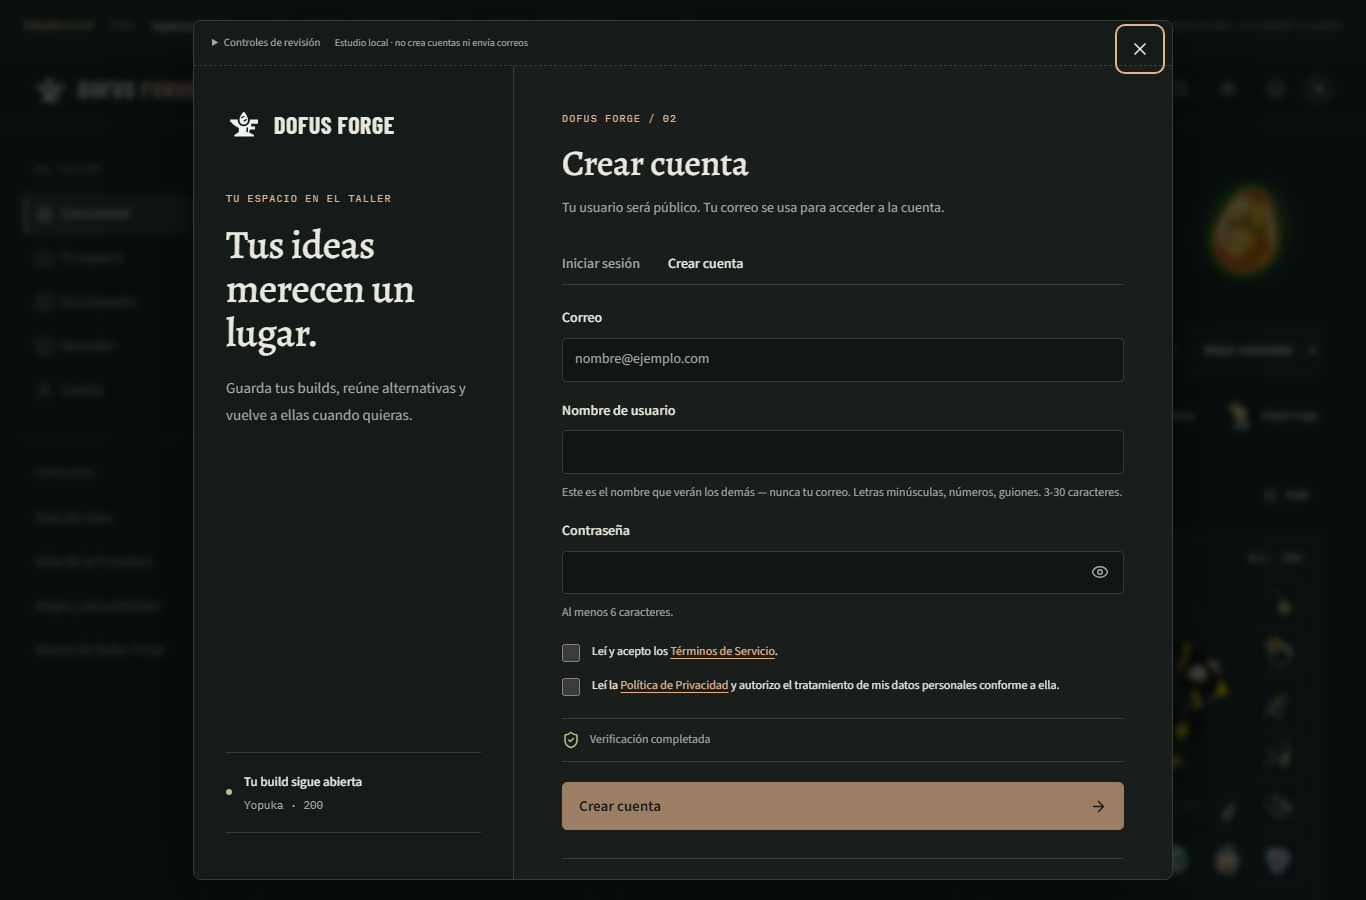 Controles de revisión
Estudio local · no crea cuentas ni envía correos
DOFUS FORGE
TU ESPACIO EN EL TALLER
Tus ideas
merecen un
lugar.
Guarda tus builds, reúne alternativas y
vuelve a ellas cuando quieras.
Tu build sigue abierta
Yopuka · 200
DOFUS FORGE / 02
Crear cuenta
Tu usuario será público. Tu correo se usa para acceder a la cuenta.
Iniciar sesión
Crear cuenta
Correo
nombre@ejemplo.com
Nombre de usuario
Este es el nombre que verán los demás — nunca tu correo. Letras minúsculas, números, guiones. 3-30 caracteres.
Contraseña
Al menos 6 caracteres.
Leí y acepto los Términos de Servicio.
Leí la Política de Privacidad y autorizo el tratamiento de mis datos personales conforme a ella.
Verificación completada
Crear cuenta